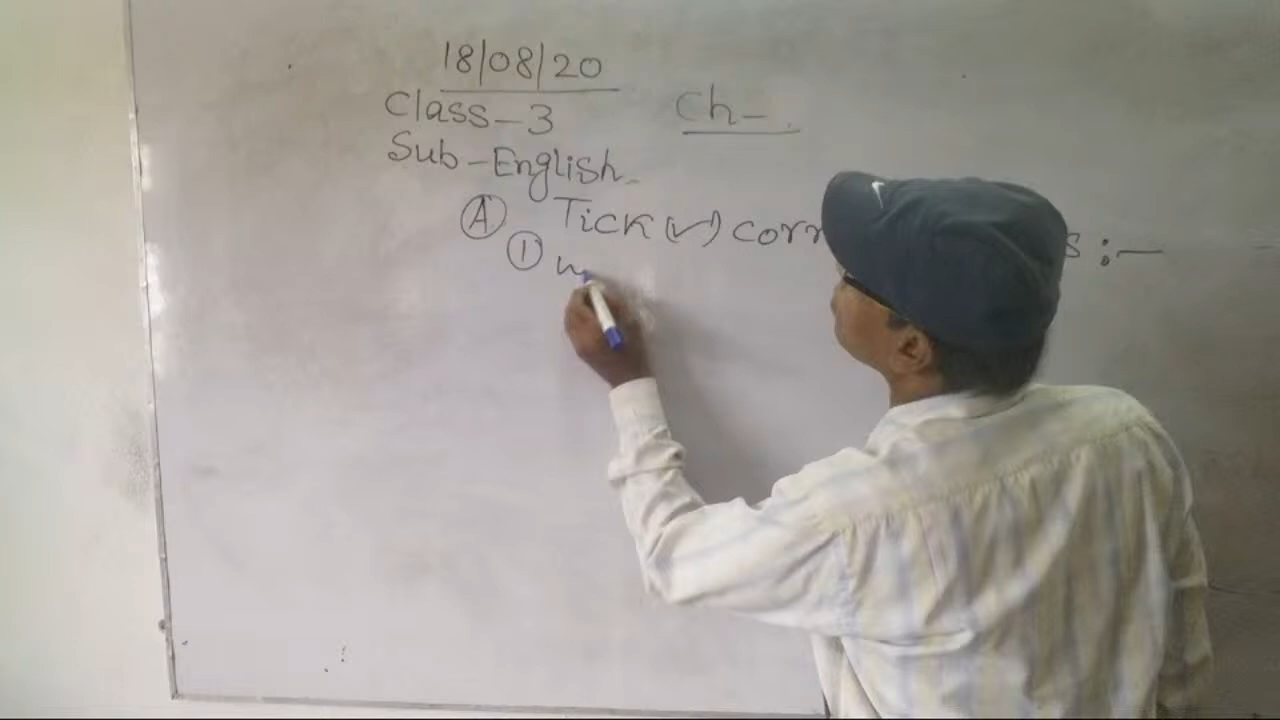 18/08/20
Class-3 Ch-
Sub-English
(A) Tick (✓) corr s :-
(1) w